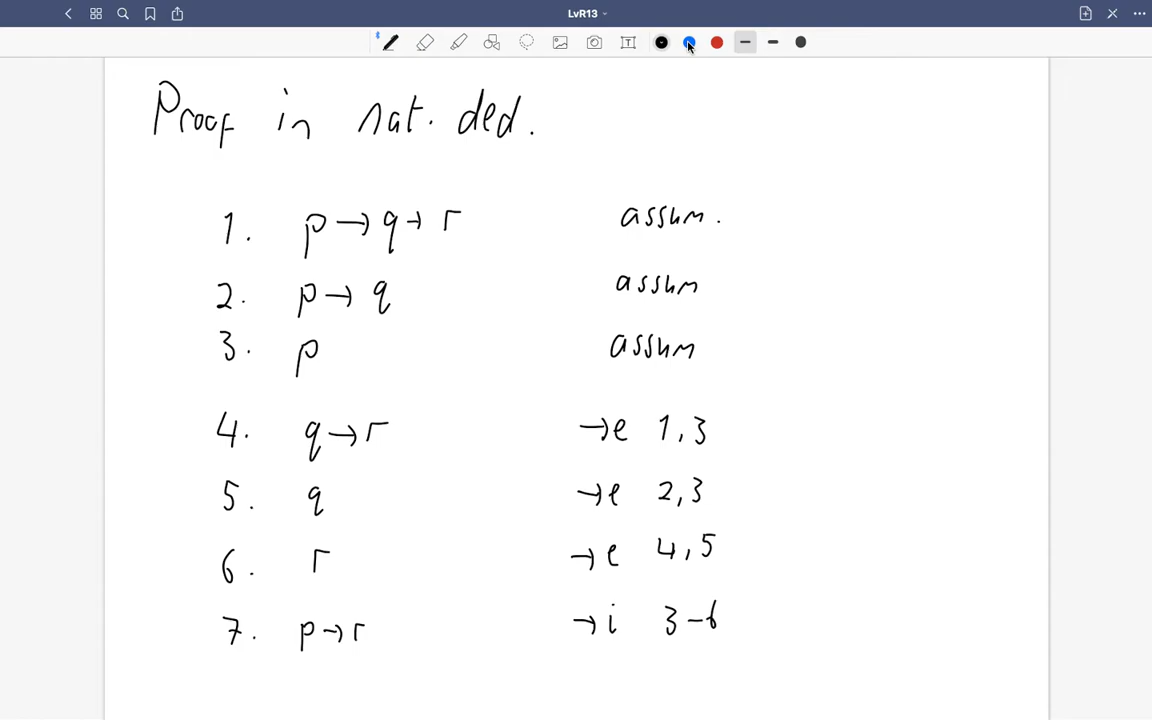 LvR13
Proof in nat. ded.
1. p → q → r assum.
2. p → q assum
3. p assum
4. q → r →e 1,3
5. q →e 2,3
6. r →e 4,5
7. p → r →i 3-6